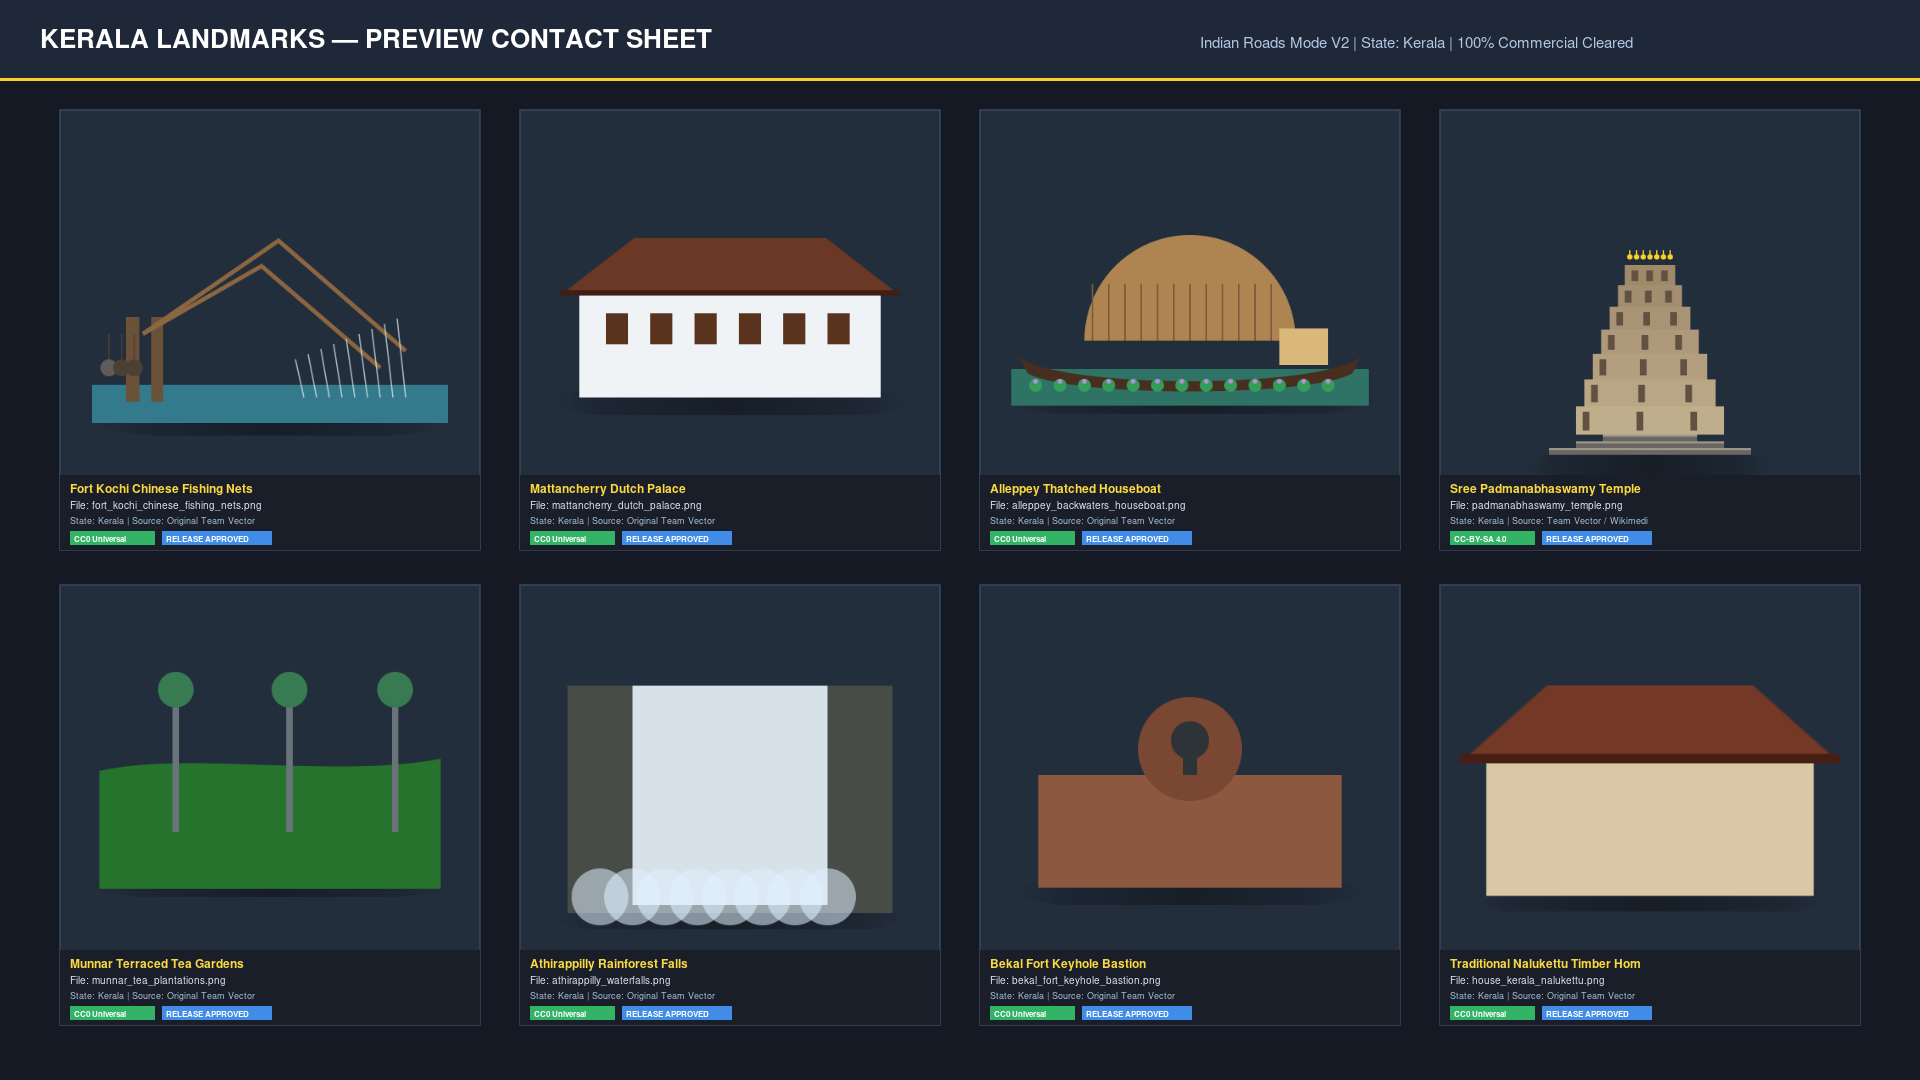 KERALA LANDMARKS — PREVIEW CONTACT SHEET
Indian Roads Mode V2 | State: Kerala | 100% Commercial Cleared
Fort Kochi Chinese Fishing Nets
File: fort_kochi_chinese_fishing_nets.png
State: Kerala | Source: Original Team Vector
CC0 Universal
RELEASE APPROVED
Mattancherry Dutch Palace
File: mattancherry_dutch_palace.png
State: Kerala | Source: Original Team Vector
CC0 Universal
RELEASE APPROVED
Alleppey Thatched Houseboat
File: alleppey_backwaters_houseboat.png
State: Kerala | Source: Original Team Vector
CC0 Universal
RELEASE APPROVED
Sree Padmanabhaswamy Temple
File: padmanabhaswamy_temple.png
State: Kerala | Source: Team Vector / Wikimedi
CC-BY-SA 4.0
RELEASE APPROVED
Munnar Terraced Tea Gardens
File: munnar_tea_plantations.png
State: Kerala | Source: Original Team Vector
CC0 Universal
RELEASE APPROVED
Athirappilly Rainforest Falls
File: athirappilly_waterfalls.png
State: Kerala | Source: Original Team Vector
CC0 Universal
RELEASE APPROVED
Bekal Fort Keyhole Bastion
File: bekal_fort_keyhole_bastion.png
State: Kerala | Source: Original Team Vector
CC0 Universal
RELEASE APPROVED
Traditional Nalukettu Timber Hom
File: house_kerala_nalukettu.png
State: Kerala | Source: Original Team Vector
CC0 Universal
RELEASE APPROVED